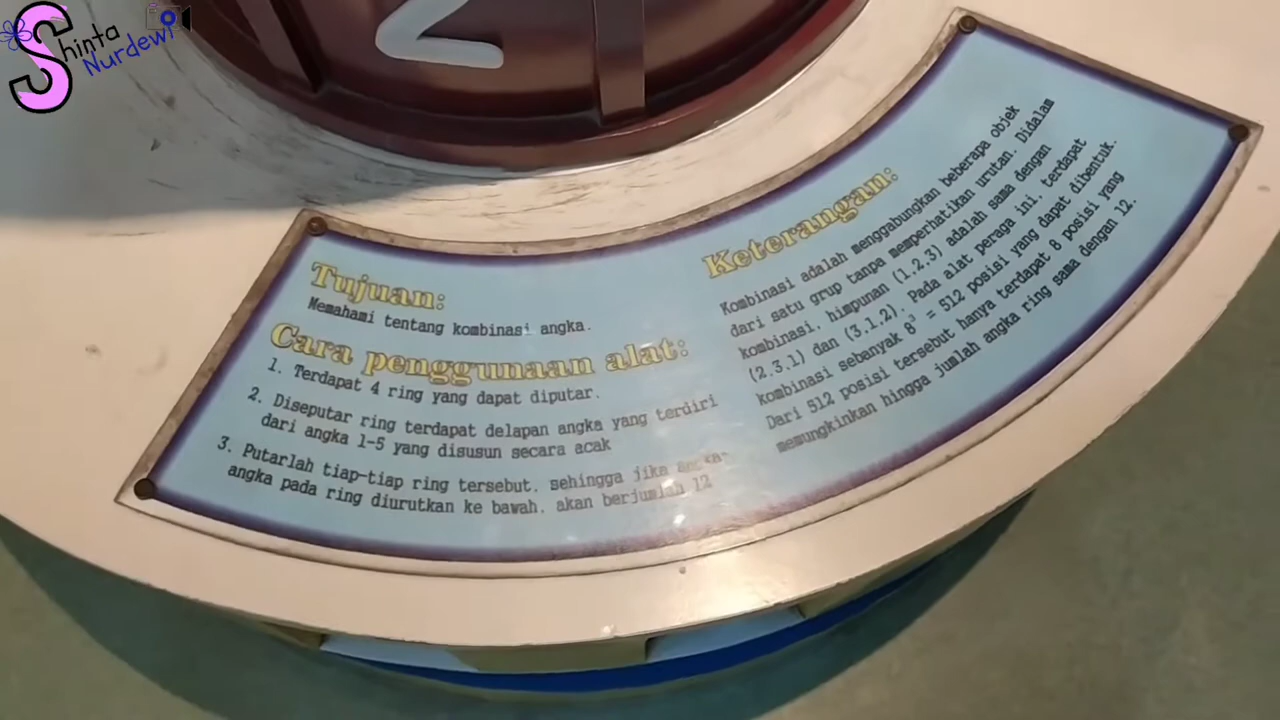 Shinta
Nurdewi
2
Tujuan:
Memahami tentang kombinasi angka.
Cara penggunaan alat:
1. Terdapat 4 ring yang dapat diputar.
2. Diseputar ring terdapat delapan angka yang terdiri
dari angka 1-5 yang disusun secara acak
3. Putarlah tiap-tiap ring tersebut, sehingga jika angka-
angka pada ring diurutkan ke bawah, akan berjumlah 12
Keterangan:
Kombinasi adalah menggabungkan beberapa objek
dari satu grup tanpa memperhatikan urutan. Didalam
kombinasi, himpunan (1,2,3) adalah sama dengan
(2,3,1) dan (3,1,2). Pada alat peraga ini, terdapat
kombinasi sebanyak 8³ = 512 posisi yang dapat dibentuk.
Dari 512 posisi tersebut hanya terdapat 8 posisi yang
memungkinkan hingga jumlah angka ring sama dengan 12.